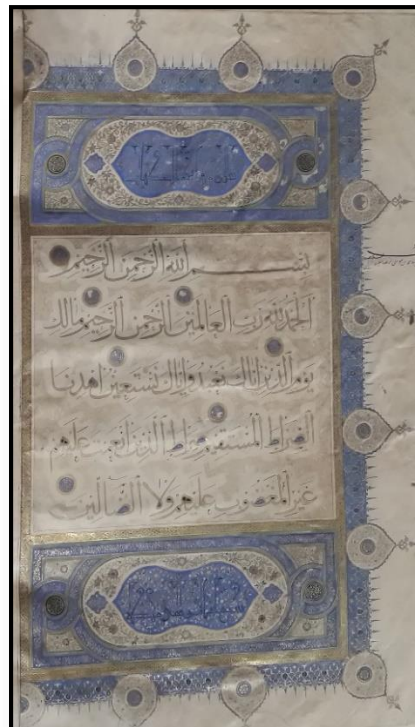 بسم الله الرحمن الرحيم
الحمد لله رب العالمين الرحمن الرحيم مالك
يوم الدين اياك نعبد واياك نستعين اهدنا
الصراط المستقيم صراط الذين انعمت عليهم
غير المغضوب عليهم ولا الضالين